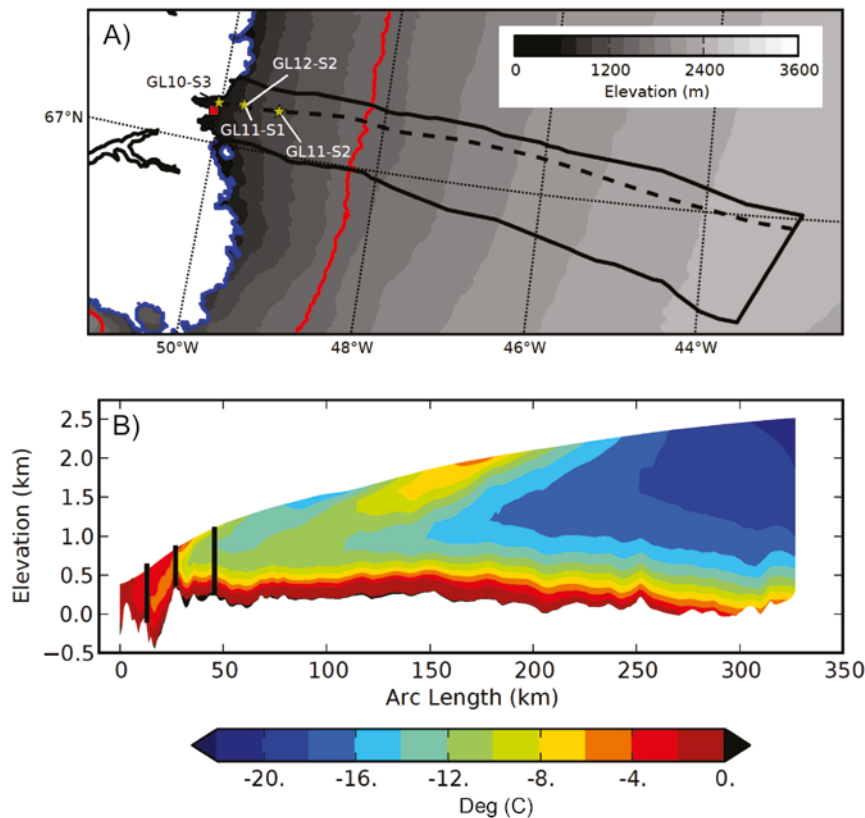 A)
GL10-S3
GL12-S2
GL11-S1
GL11-S2
0 1200 2400 3600
Elevation (m)
67°N
50°W 48°W 46°W 44°W
B)
Elevation (km)
2.5
2.0
1.5
1.0
0.5
0.0
−0.5
0 50 100 150 200 250 300 350
Arc Length (km)
-20. -16. -12. -8. -4. 0.
Deg (C)